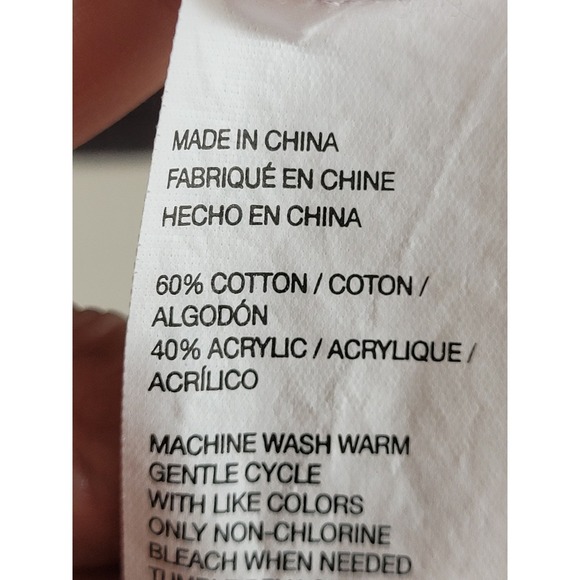 MADE IN CHINA
FABRIQUÉ EN CHINE
HECHO EN CHINA
60% COTTON / COTON /
ALGODÓN
40% ACRYLIC / ACRYLIQUE /
ACRÍLICO
MACHINE WASH WARM
GENTLE CYCLE
WITH LIKE COLORS
ONLY NON-CHLORINE
BLEACH WHEN NEEDED